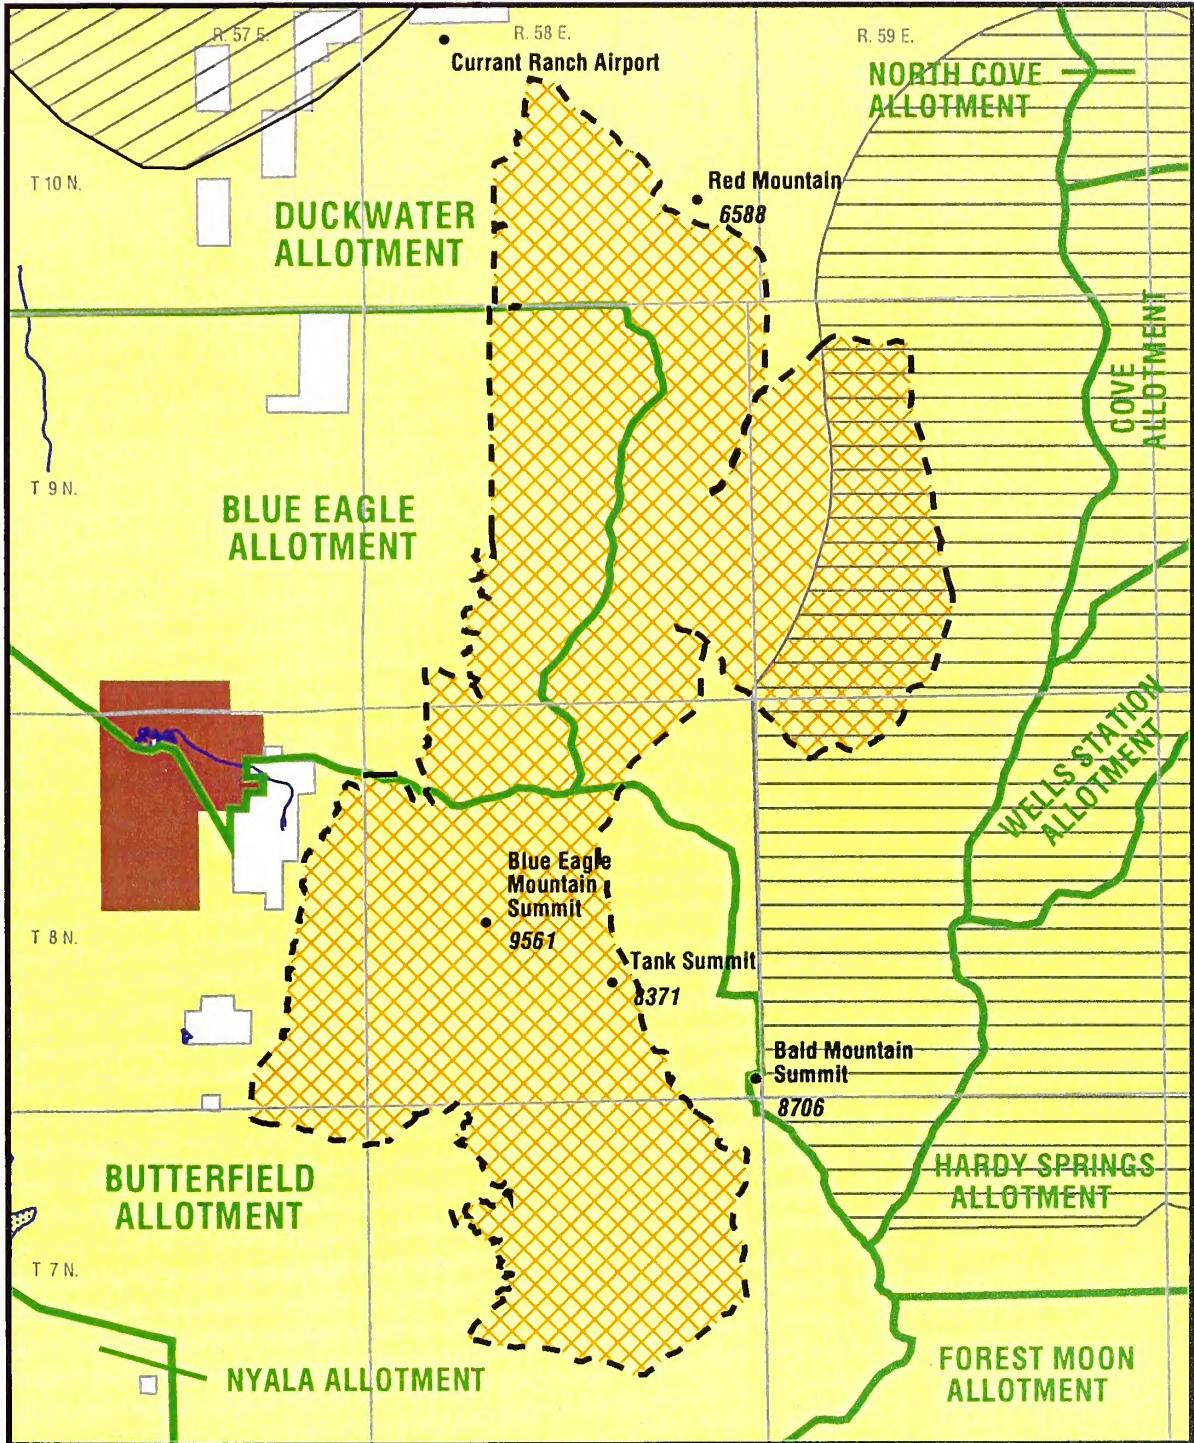 R. 57 E.
R. 58 E.
R. 59 E.
Currant Ranch Airport
NORTH COVE
ALLOTMENT
T 10 N.
Red Mountain
6588
DUCKWATER
ALLOTMENT
COVE
ALLOTMENT
T 9 N.
BLUE EAGLE
ALLOTMENT
WELLS STATION
ALLOTMENT
Blue Eagle
Mountain
Summit
9561
T 8 N.
Tank Summit
8371
Bald Mountain
Summit
8706
BUTTERFIELD
ALLOTMENT
HARDY SPRINGS
ALLOTMENT
T 7 N.
NYALA ALLOTMENT
FOREST MOON
ALLOTMENT